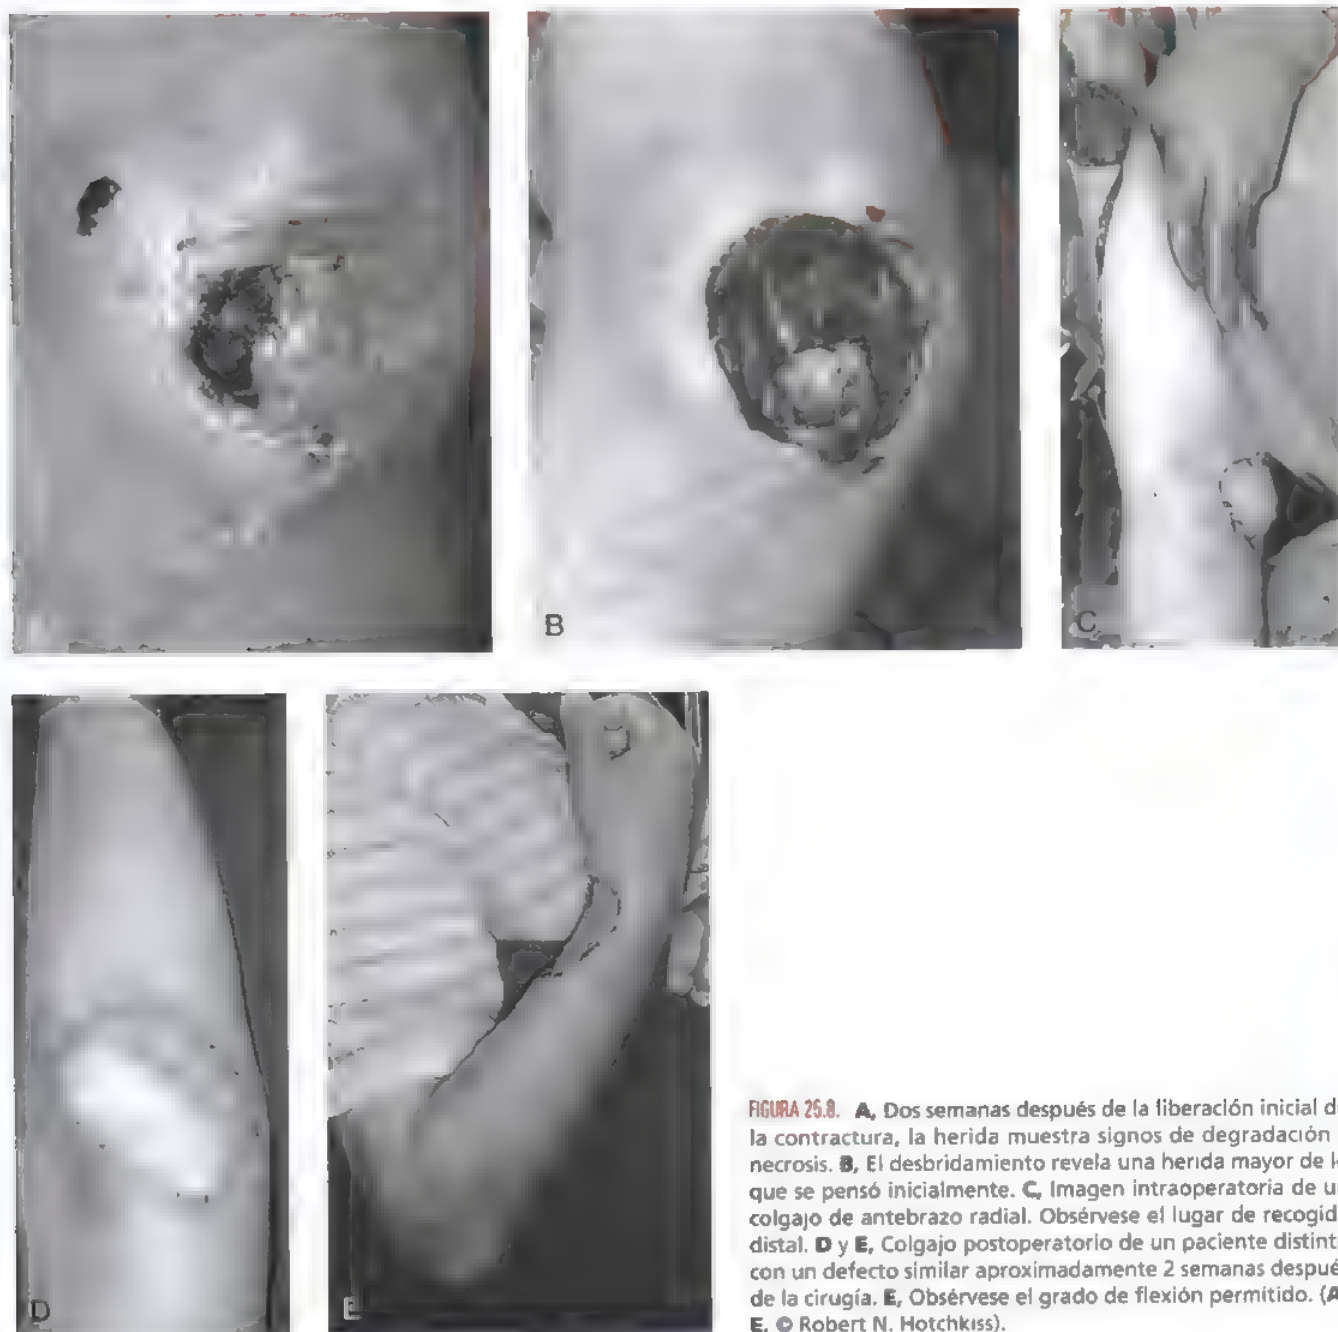 B
C
D
E
FIGURA 25.8. A, Dos semanas después de la liberación inicial d
la contractura, la herida muestra signos de degradación
necrosis. B, El desbridamiento revela una herida mayor de l
que se pensó inicialmente. C, Imagen intraoperatoria de u
colgajo de antebrazo radial. Obsérvese el lugar de recogid
distal. D y E, Colgajo postoperatorio de un paciente distint
con un defecto similar aproximadamente 2 semanas despué
de la cirugía. E, Obsérvese el grado de flexión permitido. (A
E, © Robert N. Hotchkiss).